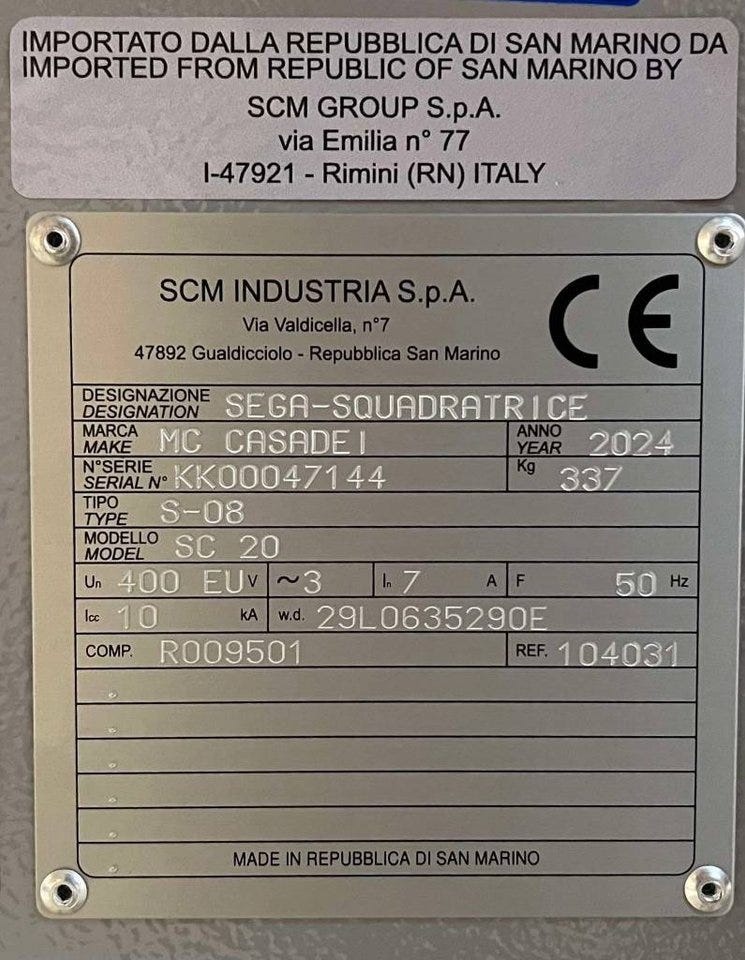 IMPORTATO DALLA REPUBBLICA DI SAN MARINO DA
IMPORTED FROM REPUBLIC OF SAN MARINO BY
SCM GROUP S.p.A.
via Emilia n° 77
I-47921 - Rimini (RN) ITALY
SCM INDUSTRIA S.p.A.
Via Valdicella, n°7
47892 Gualdicciolo - Repubblica San Marino
CE
DESIGNAZIONE
DESIGNATION SEGA-SQUADRATRICE
MARCA
MAKE MC CASADEI
ANNO
YEAR 2024
N°SERIE
SERIAL N° KK00047144
Kg 337
TIPO
TYPE S-08
MODELLO
MODEL SC 20
Un 400 EU V ~3 In 7 A F 50 Hz
Icc 10 kA w.d. 29L0635290E
COMP. R009501 REF. 104031
MADE IN REPUBBLICA DI SAN MARINO